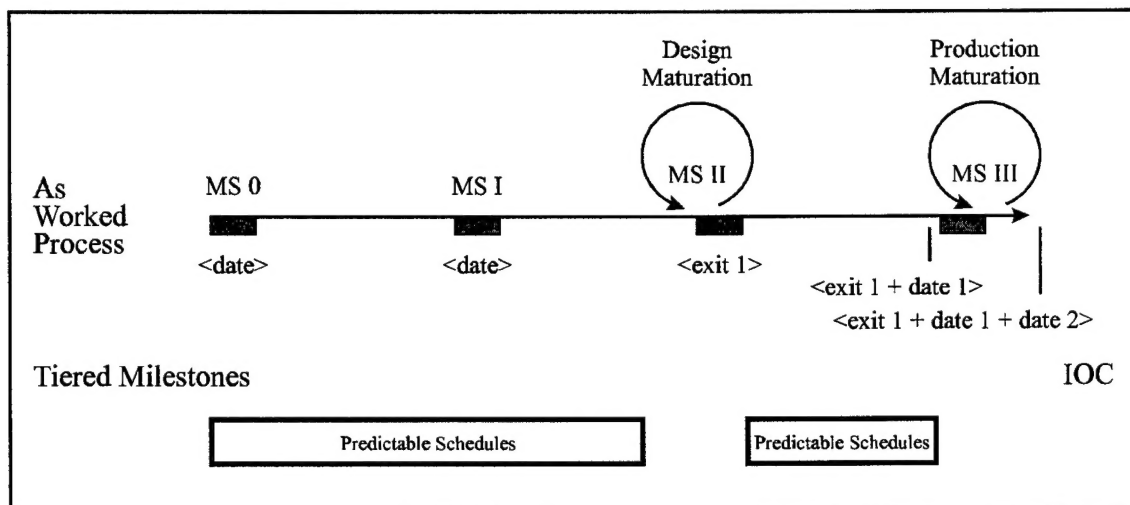 Design
Maturation
Production
Maturation
As
Worked
Process
MS 0
MS I
MS II
MS III
<date>
<date>
<exit 1>
<exit 1 + date 1>
<exit 1 + date 1 + date 2>
Tiered Milestones
IOC
Predictable Schedules
Predictable Schedules